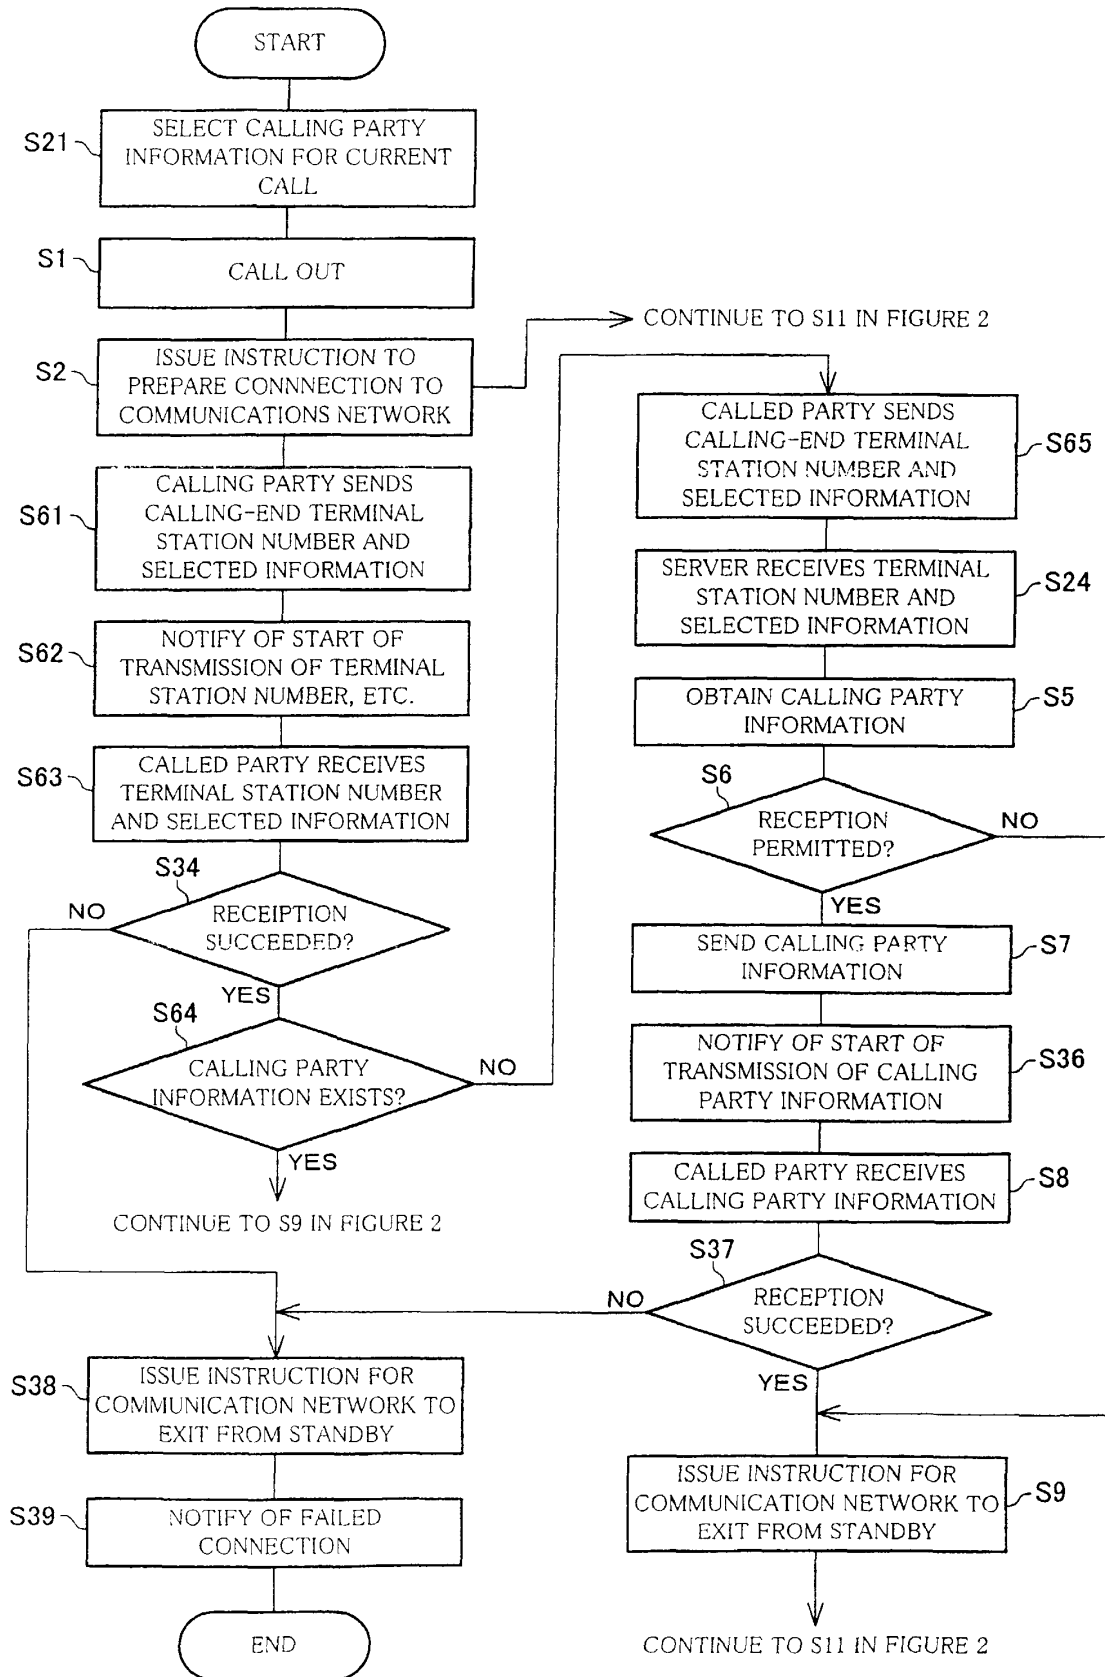 START
S21
SELECT CALLING PARTY
INFORMATION FOR CURRENT
CALL
S1
CALL OUT
S2
ISSUE INSTRUCTION TO
PREPARE CONNNECTION TO
COMMUNICATIONS NETWORK
CONTINUE TO S11 IN FIGURE 2
S61
CALLING PARTY SENDS
CALLING-END TERMINAL
STATION NUMBER AND
SELECTED INFORMATION
S62
NOTIFY OF START OF
TRANSMISSION OF TERMINAL
STATION NUMBER, ETC.
S63
CALLED PARTY RECEIVES
TERMINAL STATION NUMBER
AND SELECTED INFORMATION
S34
NO
RECEIPTION
SUCCEEDED?
YES
S64
CALLING PARTY
INFORMATION EXISTS?
NO
YES
CONTINUE TO S9 IN FIGURE 2
S38
ISSUE INSTRUCTION FOR
COMMUNICATION NETWORK TO
EXIT FROM STANDBY
S39
NOTIFY OF FAILED
CONNECTION
END
CALLED PARTY SENDS
CALLING-END TERMINAL
STATION NUMBER AND
SELECTED INFORMATION
S65
SERVER RECEIVES TERMINAL
STATION NUMBER AND
SELECTED INFORMATION
S24
OBTAIN CALLING PARTY
INFORMATION
S5
S6
RECEPTION
PERMITTED?
NO
YES
SEND CALLING PARTY
INFORMATION
S7
NOTIFY OF START OF
TRANSMISSION OF CALLING
PARTY INFORMATION
S36
CALLED PARTY RECEIVES
CALLING PARTY INFORMATION
S8
S37
NO
RECEPTION
SUCCEEDED?
YES
ISSUE INSTRUCTION FOR
COMMUNICATION NETWORK TO
EXIT FROM STANDBY
S9
CONTINUE TO S11 IN FIGURE 2